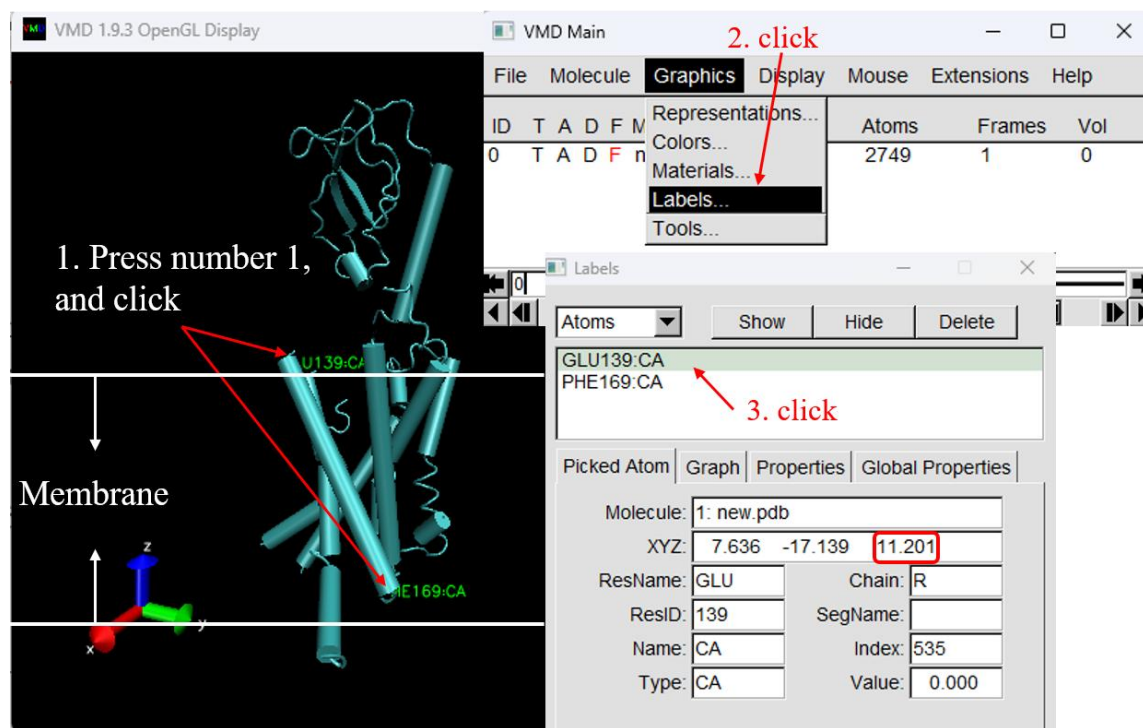 VMD 1.9.3 OpenGL Display
1. Press number 1,
and click
U139:CA
Membrane
HE169:CA
z
y
x
VMD Main
2. click
File Molecule Graphics Display Mouse Extensions Help
ID T A D F M Atoms Frames Vol
0 T A D F n 2749 1 0
Representations...
Colors...
Materials...
Labels...
Tools...
0
Labels
Atoms Show Hide Delete
GLU139:CA
PHE169:CA
3. click
Picked Atom Graph Properties Global Properties
Molecule: 1: new.pdb
XYZ: 7.636 -17.139 11.201
ResName: GLU Chain: R
ResID: 139 SegName:
Name: CA Index: 535
Type: CA Value: 0.000